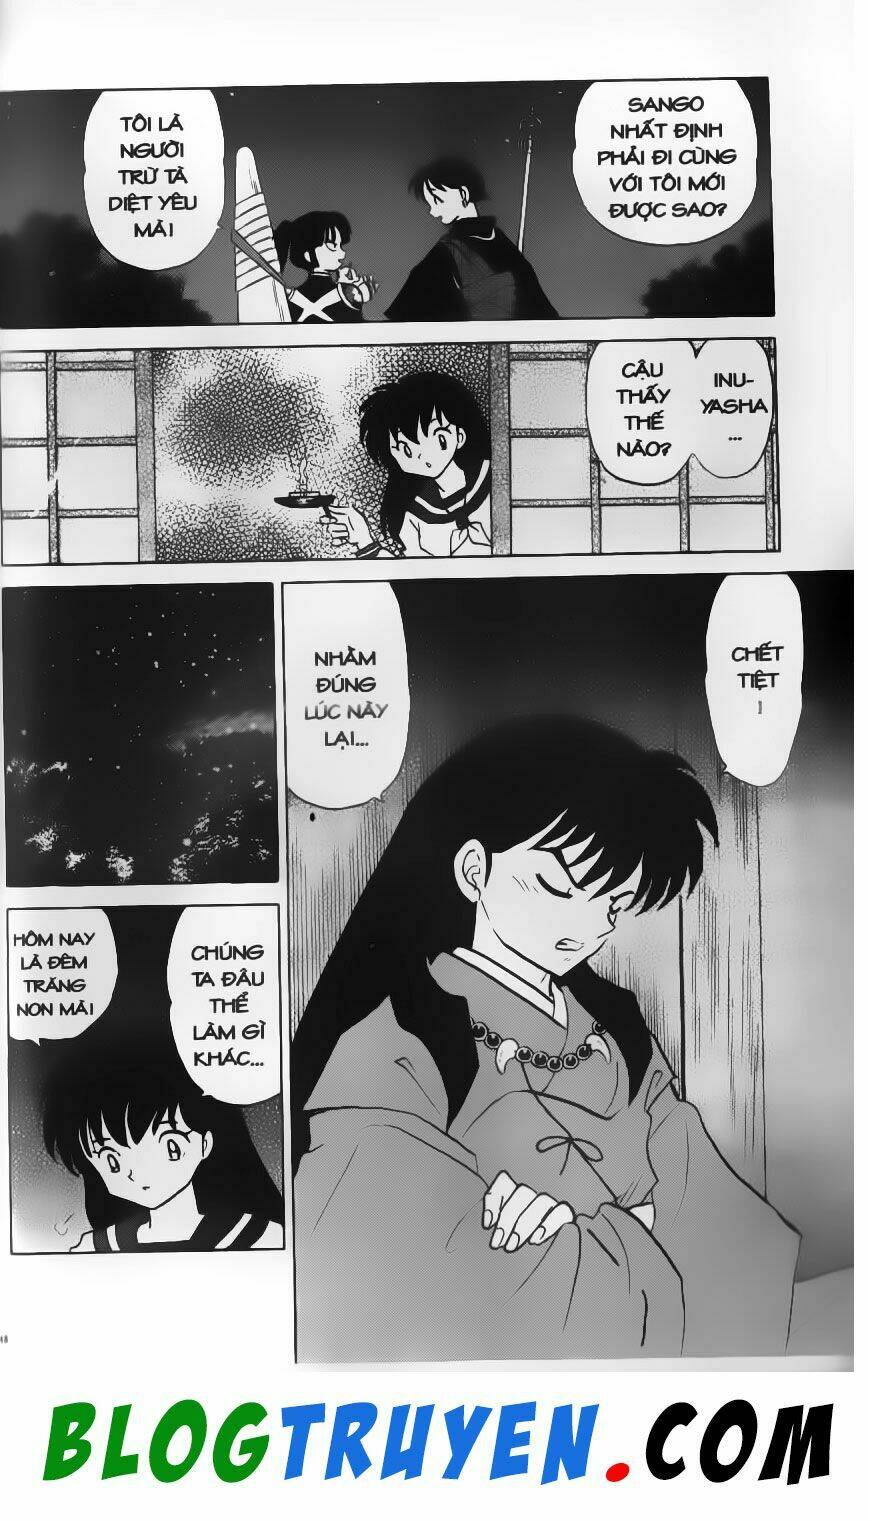 SANGO
NHẤT ĐỊNH
PHẢI ĐI CÙNG
VỚI TÔI MỚI
ĐƯỢC SAO?
TÔI LÀ
NGƯỜI
TRỪ TÀ
DIỆT YÊU
MÀ!
INU-
YASHA
...
CẬU
THẤY
THẾ
NÀO?
CHẾT
TIỆT
!
NHẰM
ĐÚNG
LÚC NÀY
LẠI...
CHÚNG
TA ĐÂU
THỂ
LÀM GÌ
KHÁC...
HÔM NAY
LÀ ĐÊM
TRĂNG
NON MÀ!
48
BLOGTRUYEN.COM